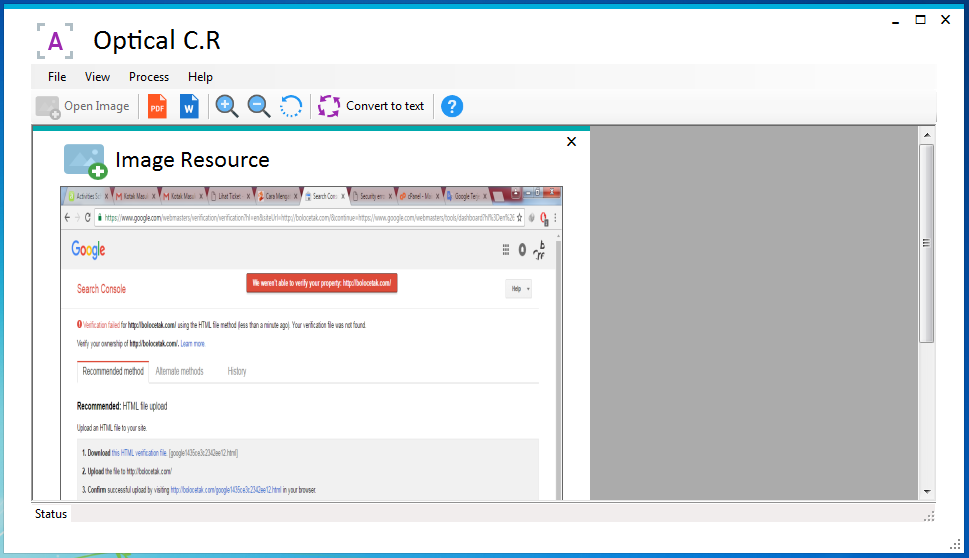 Optical C.R
File View Process Help
Open Image PDF W Convert to text ?
Image Resource
Activities S Kotak Masu Kotak Masu Lihat Ticket Cara Menga Search Con Security erro cPanel - Ma Google Terje
https://www.google.com/webmasters/verification/verification?hl=en&siteUrl=http://bolocetak.com/&continue=https://www.google.com/webmasters/tools/dashboard?hl%3Den%26
Google
Search Console
We weren't able to verify your property: http://bolocetak.com/
Help
Verification failed for http://bolocetak.com/ using the HTML file method (less than a minute ago). Your verification file was not found.
Verify your ownership of http://bolocetak.com/. Learn more.
Recommended method Alternate methods History
Recommended: HTML file upload
Upload an HTML file to your site.
1. Download this HTML verification file. [google1435ce3c2342ee12.html]
2. Upload the file to http://bolocetak.com/
3. Confirm successful upload by visiting http://bolocetak.com/google1435ce3c2342ee12.html in your browser.
Status